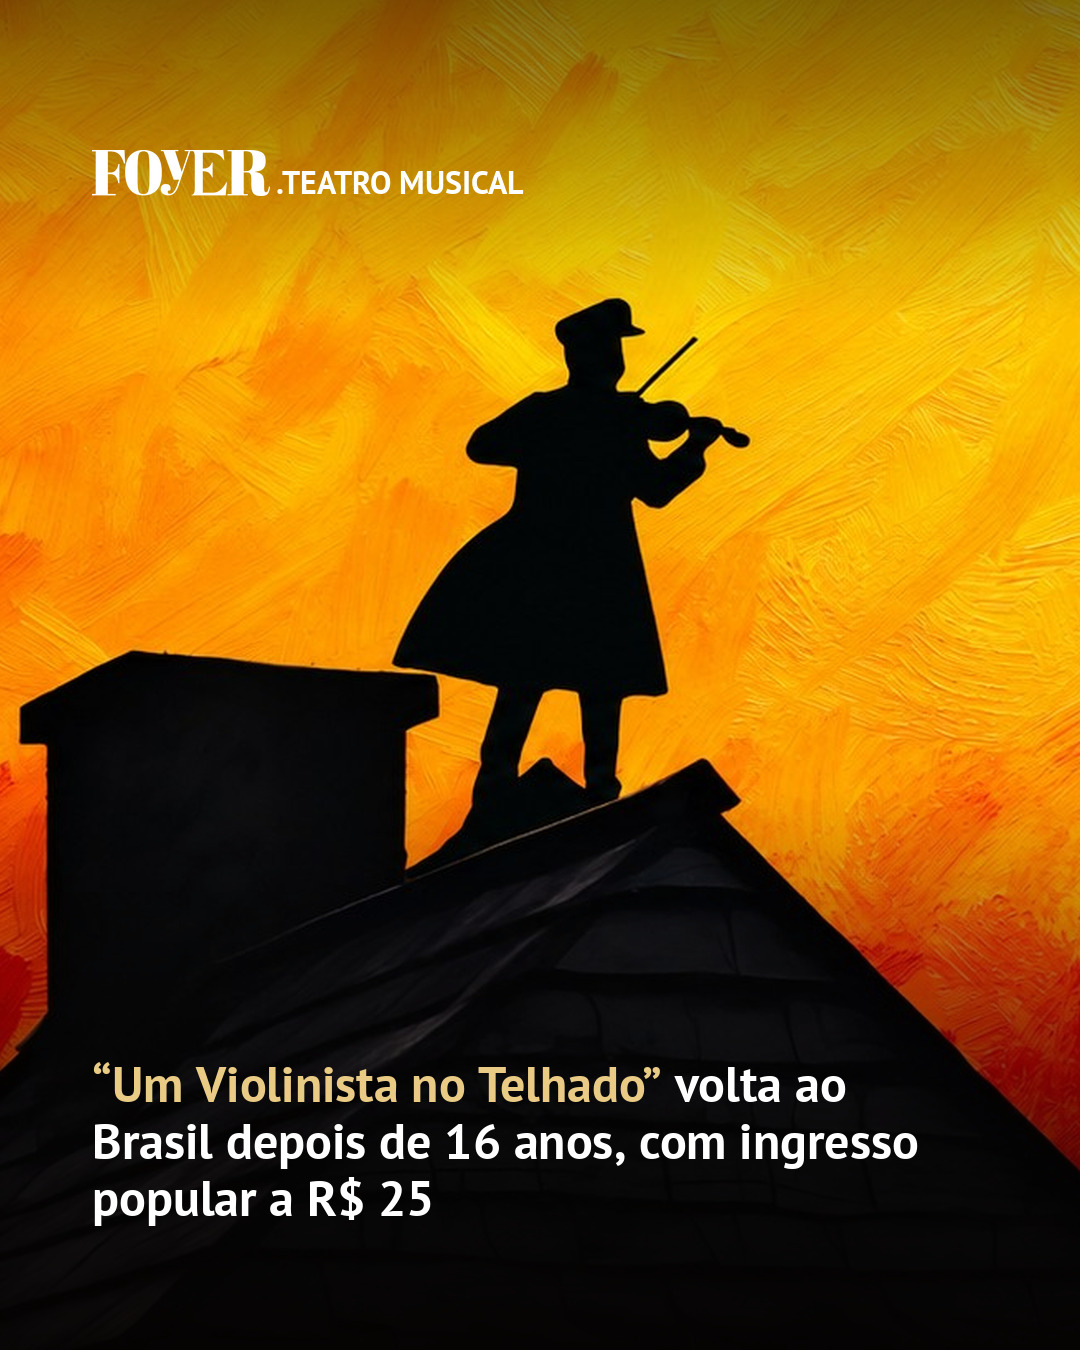 FOYER.TEATRO MUSICAL
“Um Violinista no Telhado” volta ao
Brasil depois de 16 anos, com ingresso
popular a R$ 25